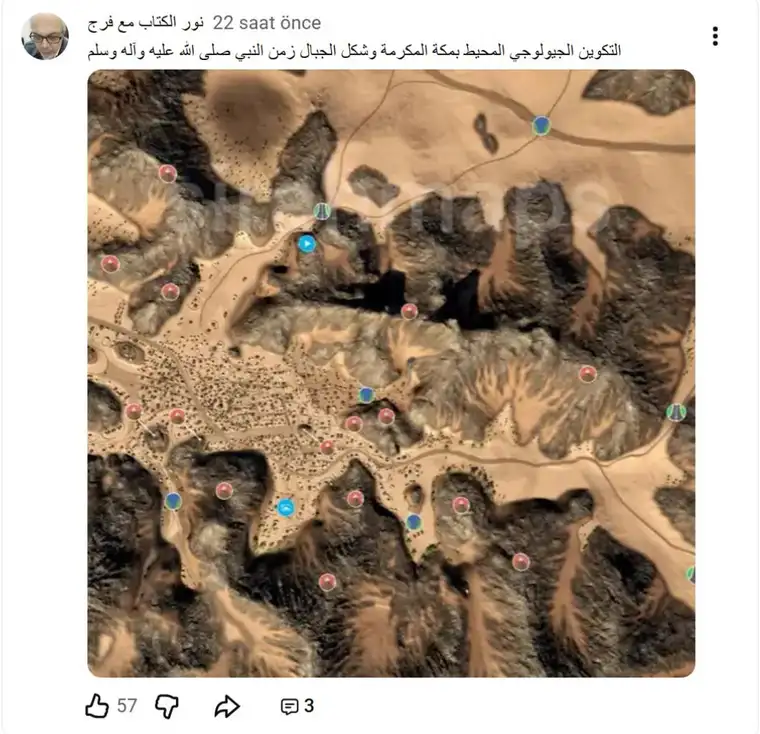 نور الكتاب مع فرج 22 saat önce
التكوين الجيولوجي المحيط بمكة المكرمة وشكل الجبال زمن النبي صلى الله عليه وآله وسلم
57
3